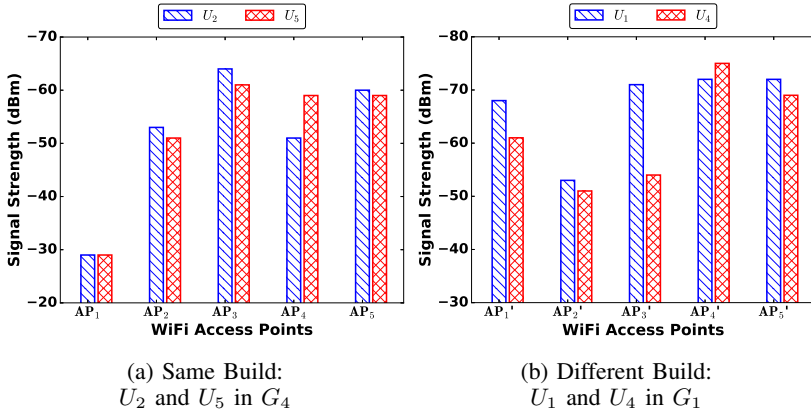 U2 U5
−70
−60
−50
−40
−30
−20
Signal Strength (dBm)
AP1 AP2 AP3 AP4 AP5
WiFi Access Points
(a) Same Build:
U2 and U5 in G4
U1 U4
−80
−70
−60
−50
−40
−30
Signal Strength (dBm)
AP1' AP2' AP3' AP4' AP5'
WiFi Access Points
(b) Different Build:
U1 and U4 in G1